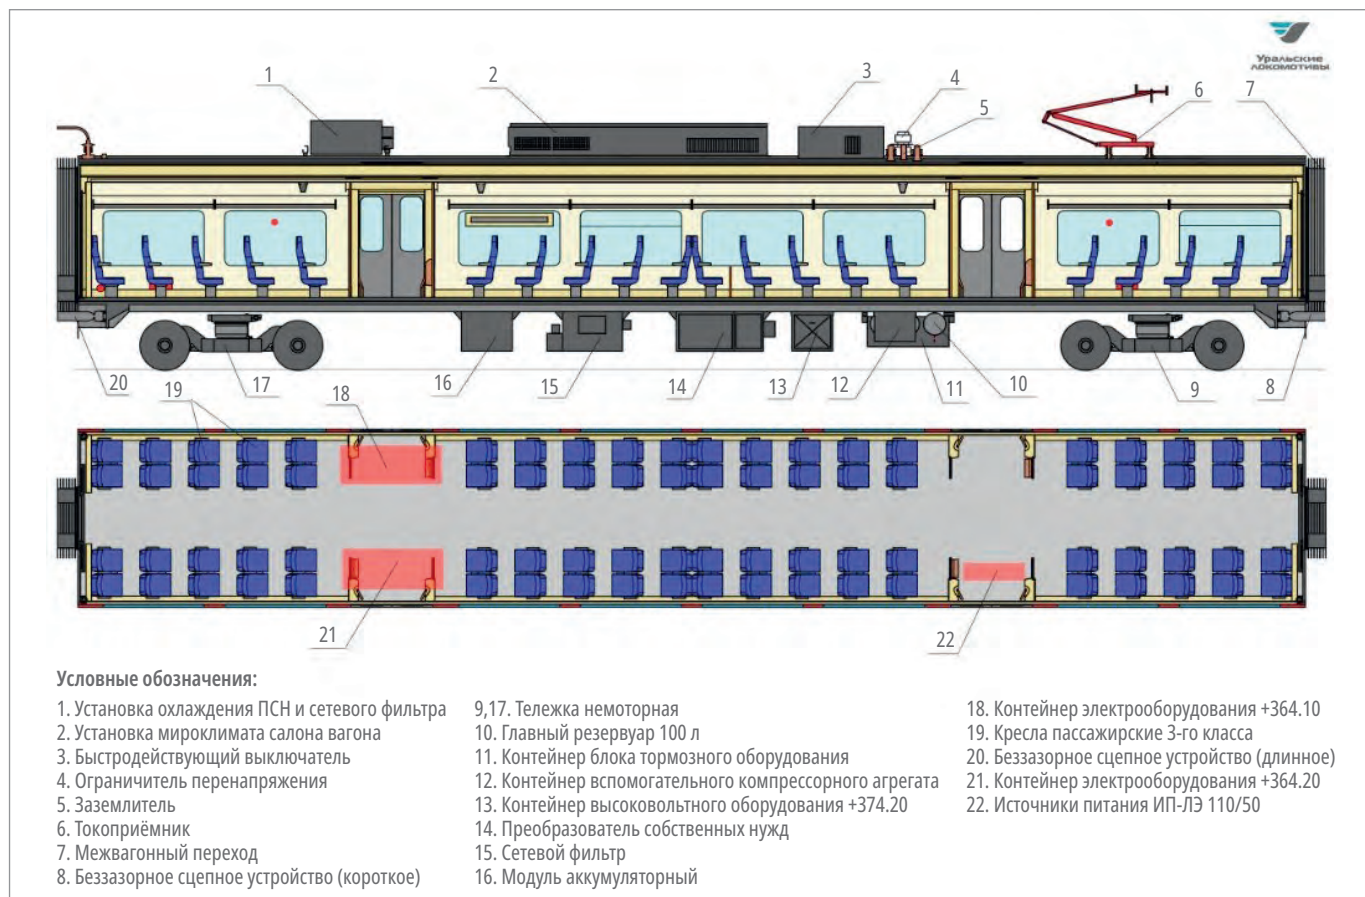 Уральские
локомотивы
1
2
3
4
5
6
7
20
19
17
18
16
15
14
13
12
11
10
9
8
21
22
Условные обозначения:
1. Установка охлаждения ПСН и сетевого фильтра
2. Установка мироклимата салона вагона
3. Быстродействующий выключатель
4. Ограничитель перенапряжения
5. Заземлитель
6. Токоприёмник
7. Межвагонный переход
8. Беззазорное сцепное устройство (короткое)
9,17. Тележка немоторная
10. Главный резервуар 100 л
11. Контейнер блока тормозного оборудования
12. Контейнер вспомогательного компрессорного агрегата
13. Контейнер высоковольтного оборудования +374.20
14. Преобразователь собственных нужд
15. Сетевой фильтр
16. Модуль аккумуляторный
18. Контейнер электрооборудования +364.10
19. Кресла пассажирские 3-го класса
20. Беззазорное сцепное устройство (длинное)
21. Контейнер электрооборудования +364.20
22. Источники питания ИП-ЛЭ 110/50